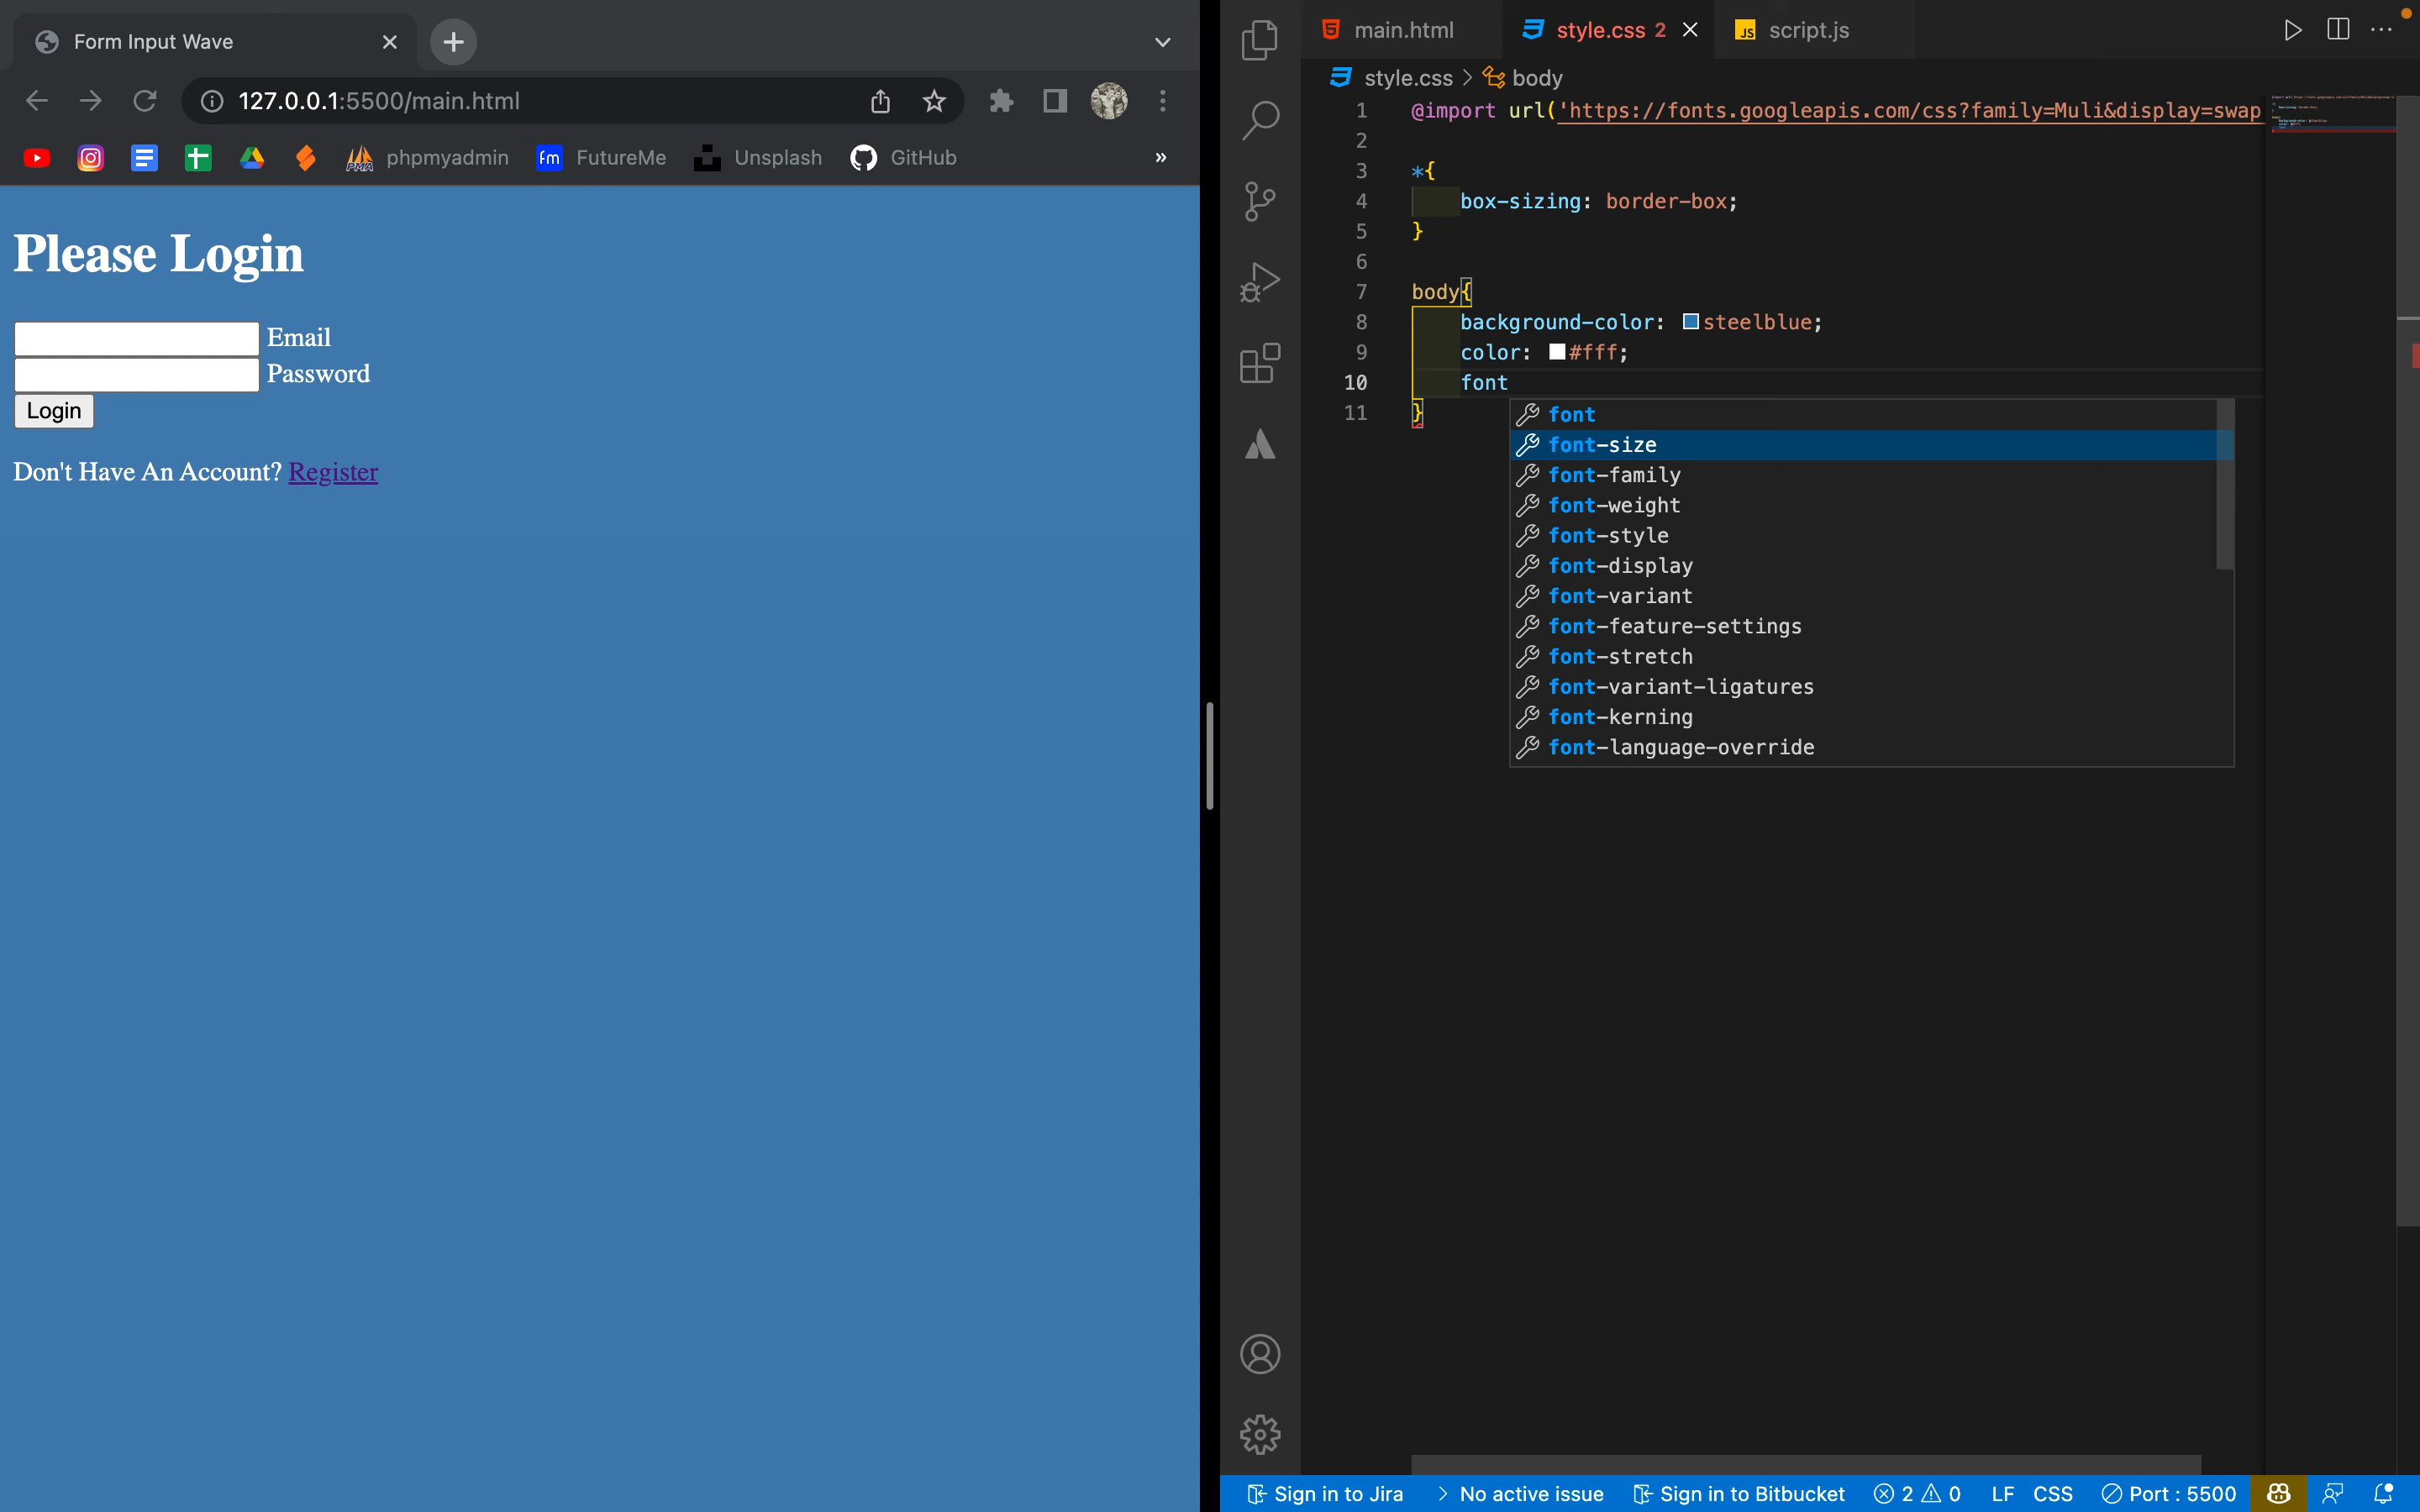 Form Input Wave
127.0.0.1:5500/main.html
PMA phpmyadmin fm FutureMe Unsplash GitHub »
Please Login
Email
Password
Login
Don't Have An Account? Register
main.html style.css 2 JS script.js
style.css > body
1 @import url('https://fonts.googleapis.com/css?family=Muli&display=swap
2
3 *{
4 box-sizing: border-box;
5 }
6
7 body{
8 background-color: steelblue;
9 color: #fff;
10 font
11 }
font
font-size
font-family
font-weight
font-style
font-display
font-variant
font-feature-settings
font-stretch
font-variant-ligatures
font-kerning
font-language-override
Sign in to Jira > No active issue Sign in to Bitbucket 2 0 LF CSS Port : 5500